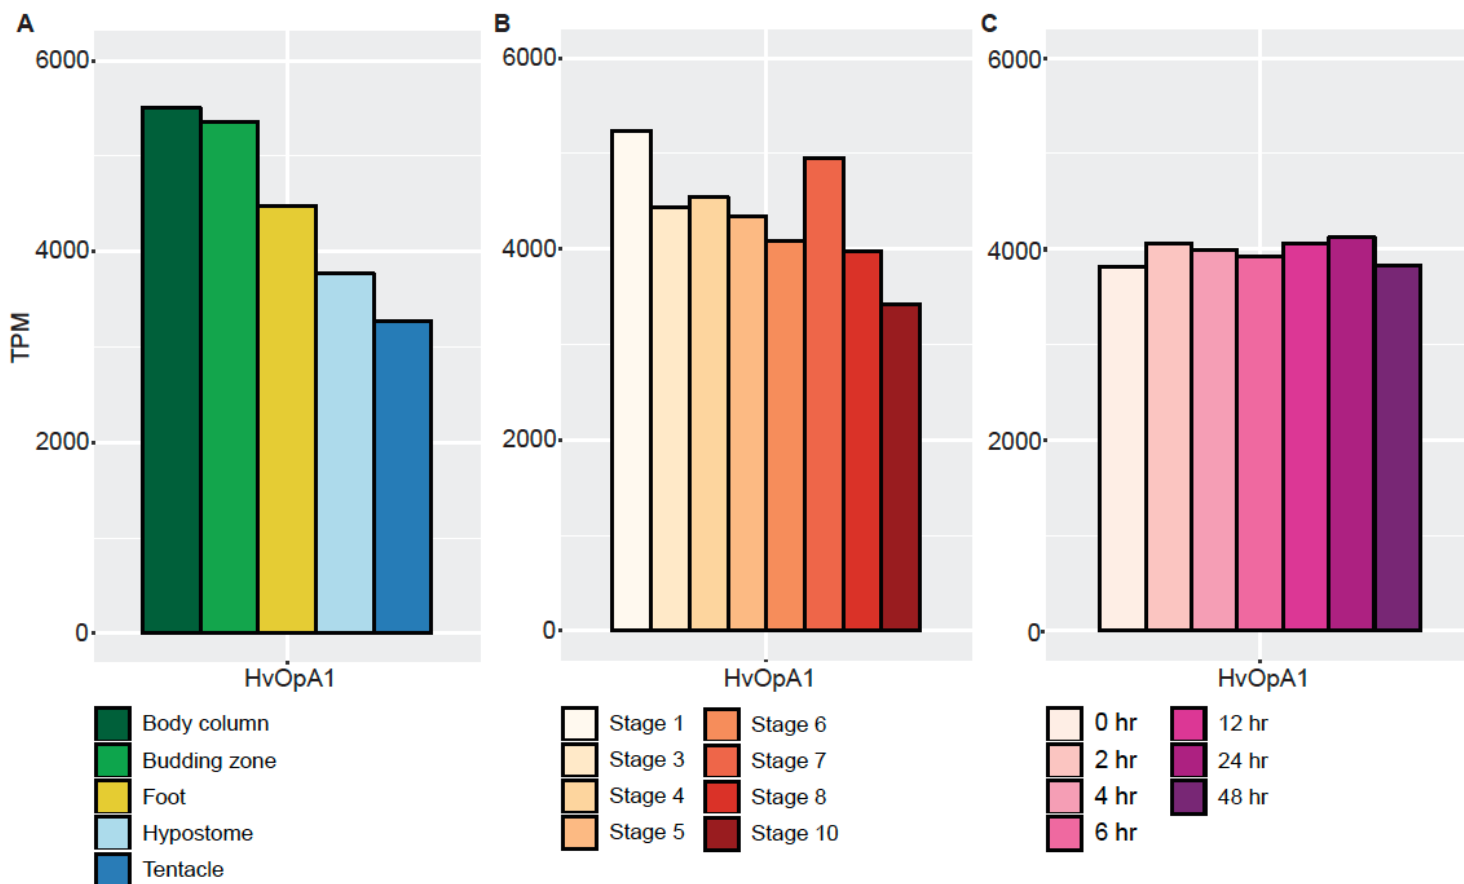 A
B
C
TPM
6000
4000
2000
0
6000
4000
2000
0
6000
4000
2000
0
HvOpA1
HvOpA1
HvOpA1
Body column
Budding zone
Foot
Hypostome
Tentacle
Stage 1
Stage 3
Stage 4
Stage 5
Stage 6
Stage 7
Stage 8
Stage 10
0 hr
2 hr
4 hr
6 hr
12 hr
24 hr
48 hr